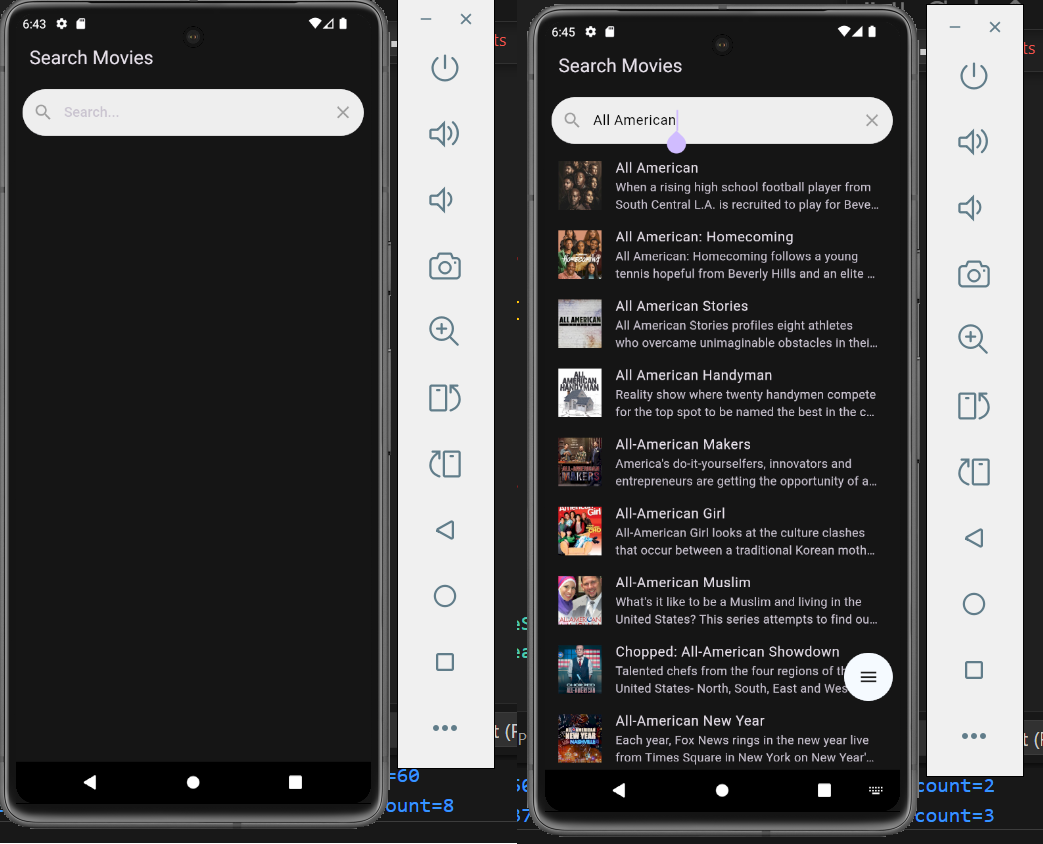 6:43
Search Movies
Search...
=60
ount=8
ts
t (F
6:45
Search Movies
All American
All American
When a rising high school football player from
South Central L.A. is recruited to play for Beve...
All American: Homecoming
All American: Homecoming follows a young
tennis hopeful from Beverly Hills and an elite ...
All American Stories
All American Stories profiles eight athletes
who overcame unimaginable obstacles in thei...
All American Handyman
Reality show where twenty handymen compete
for the top spot to be named the best in the c...
All-American Makers
America's do-it-yourselfers, innovators and
entrepreneurs are getting the opportunity of a...
All-American Girl
All-American Girl looks at the culture clashes
that occur between a traditional Korean moth...
All-American Muslim
What's it like to be a Muslim and living in the
United States? This series attempts to find ou...
Chopped: All-American Showdown
Talented chefs from the four regions of th
United States- North, South, East and Wes
All-American New Year
Each year, Fox News rings in the new year live
from Times Square in New York on New Year'...
ts
t (
count=2
count=3